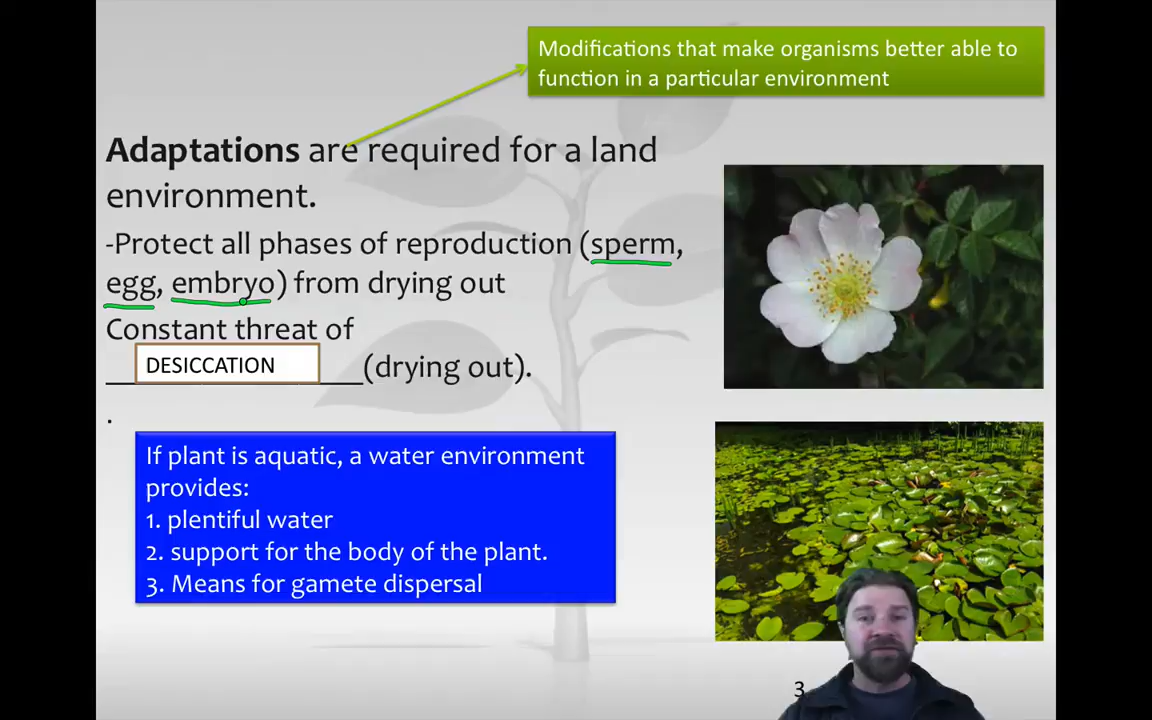 Modifications that make organisms better able to
function in a particular environment
Adaptations are required for a land
environment.
-Protect all phases of reproduction (sperm,
egg, embryo) from drying out
Constant threat of
__DESICCATION___(drying out).
.
If plant is aquatic, a water environment
provides:
1. plentiful water
2. support for the body of the plant.
3. Means for gamete dispersal
3